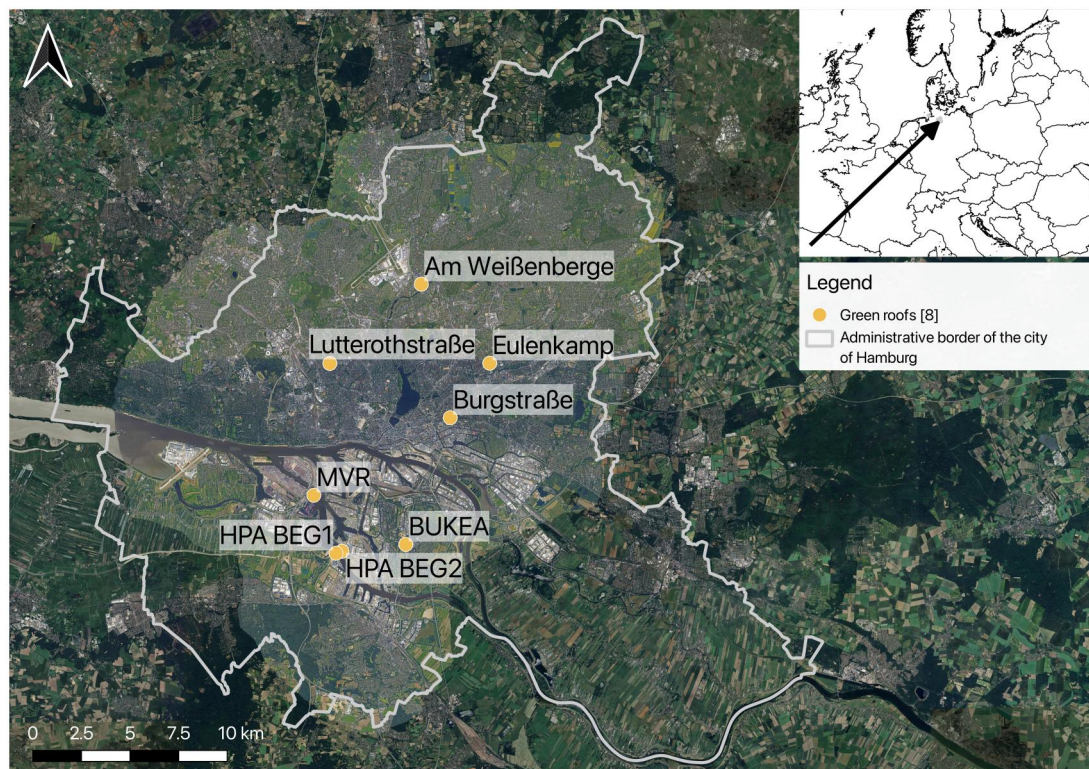 Am Weißenberge
Lutterothstraße
Eulenkamp
Burgstraße
MVR
HPA BEG1
BUKEA
HPA BEG2
0 2.5 5 7.5 10 km
Legend
Green roofs [8]
Administrative border of the city
of Hamburg